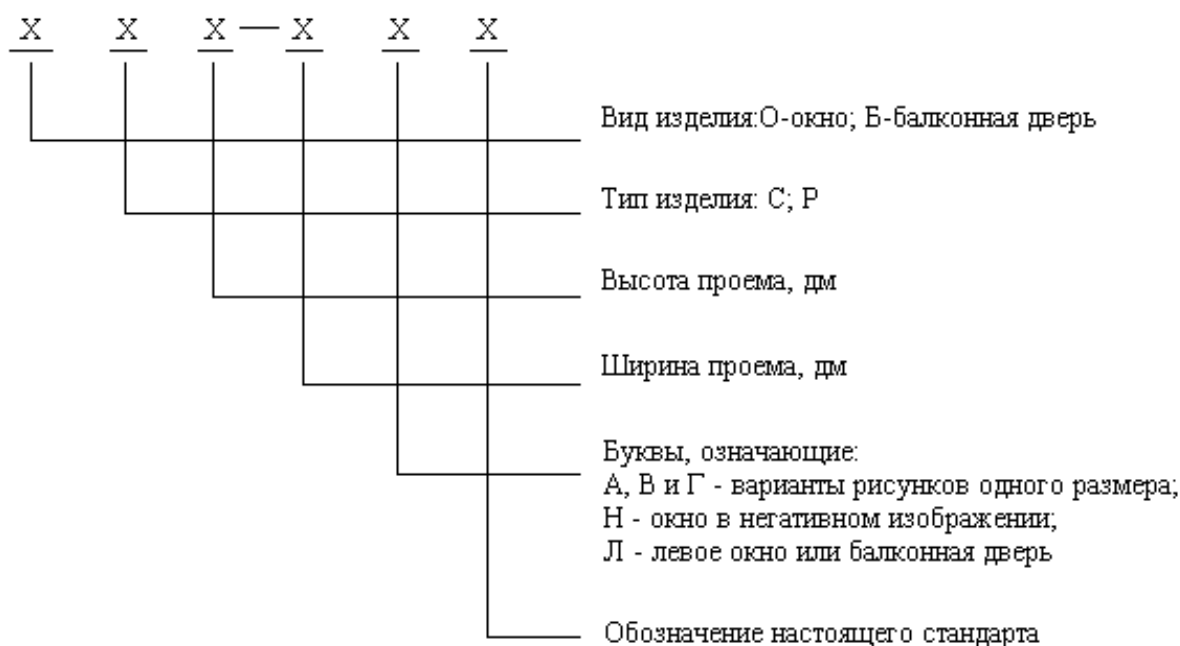 X X X — X X X
Вид изделия:О-окно; Б-балконная дверь
Тип изделия: С; Р
Высота проема, дм
Ширина проема, дм
Буквы, означающие:
А, В и Г - варианты рисунков одного размера;
Н - окно в негативном изображении;
Л - левое окно или балконная дверь
Обозначение настоящего стандарта